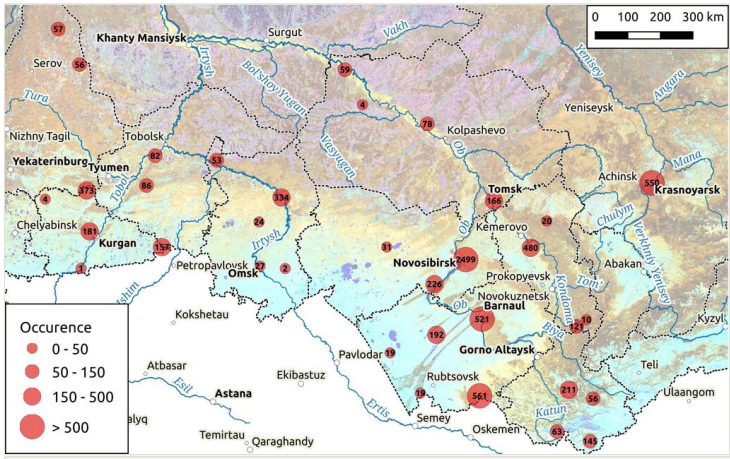 57
Khanty Mansiysk
Surgut
Vakh
Irtysh
0 100 200 300 km
Serov
56
59
Bol'shoy Yugan
Yenisey
Angara
4
Tura
78
Yeniseysk
Nizhny Tagil
Tobolsk
Kolpashevo
Vasyugan
Ob
82
53
Yekaterinburg
Tyumen
Tobol
86
373
4
334
Tomsk
166
Achinsk
Mana
550
Krasnoyarsk
24
20
Chulym
Chelyabinsk
181
Kurgan
157
Irtysh
31
Ob
Kemerovo
480
Verkhniy Yenisey
1
Petropavlovsk
27
2
Omsk
Novosibirsk
2499
226
Prokopyevsk
Kondoma
Tom'
Abakan
Ishim
Ob
Novokuznetsk
Barnaul
521
Biya
10
121
Kyzyl
Kokshetau
192
Occurence
0 - 50
50 - 150
150 - 500
> 500
19
Pavlodar
Gorno Altaysk
Teli
Atbasar
Esil
Ekibastuz
Rubtsovsk
19
561
211
56
Ulaangom
Astana
Ertis
Semey
Katun
alyq
Oskemen
63
145
Temirtau
Qaraghandy